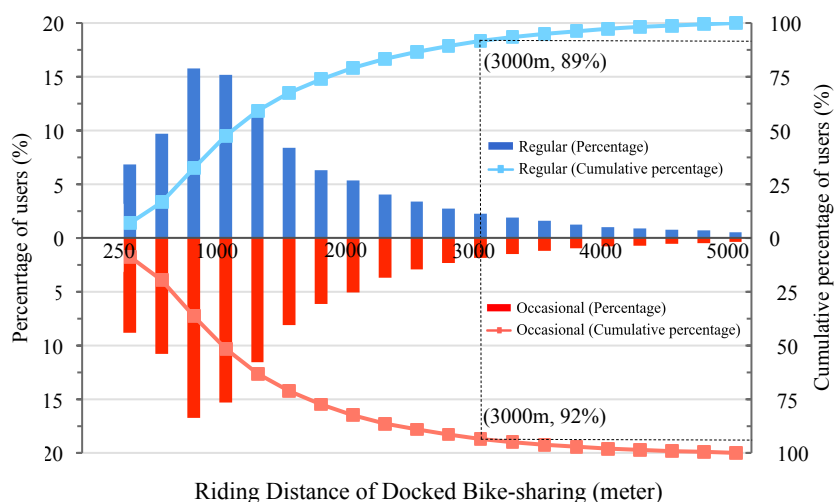 20
15
10
5
0
5
10
15
20
100
75
50
25
0
25
50
75
100
250
1000
2000
3000
4000
5000
(3000m, 89%)
Regular (Percentage)
Regular (Cumulative percentage)
Occasional (Percentage)
Occasional (Cumulative percentage)
(3000m, 92%)
Percenrtage of users (%)
Cumulative percentage of users (%)
Riding Distance of Docked Bike-sharing (meter)